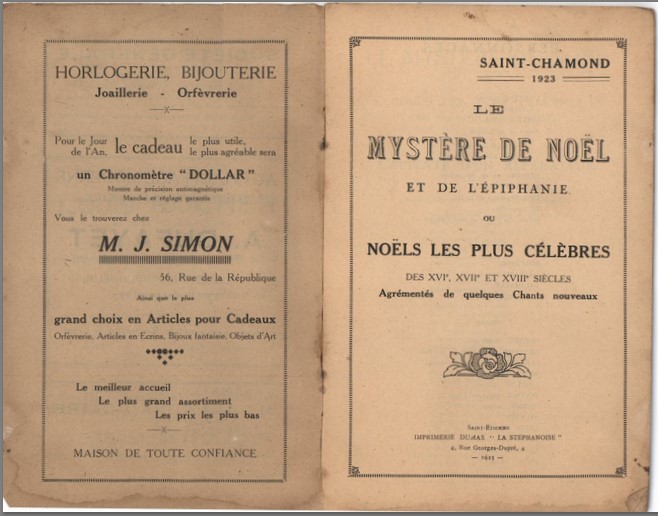 HORLOGERIE, BIJOUTERIE
Joaillerie - Orfèvrerie
Pour le Jour de l'An, le cadeau le plus utile, le plus agréable sera
un Chronomètre "DOLLAR"
Montre de précision antimagnétique
Marche et réglage garantis
Vous le trouverez chez
M. J. SIMON
56, Rue de la République
Ainsi que le plus
grand choix en Articles pour Cadeaux
Orfèvrerie, Articles en Ecrins, Bijoux fantaisie, Objets d'Art
Le meilleur accueil
Le plus grand assortiment
Les prix les plus bas
MAISON DE TOUTE CONFIANCE
SAINT-CHAMOND
1923
LE
MYSTÈRE DE NOËL
ET DE L'ÉPIPHANIE
OU
NOËLS LES PLUS CÉLÈBRES
DES XVIe, XVIIe ET XVIIIe SIÈCLES
Agrémentés de quelques Chants nouveaux
SAINT-ETIENNE
IMPRIMERIE DUMAS "LA STÉPHANOISE"
2, Rue Georges-Dupré, 2
— 1923 —